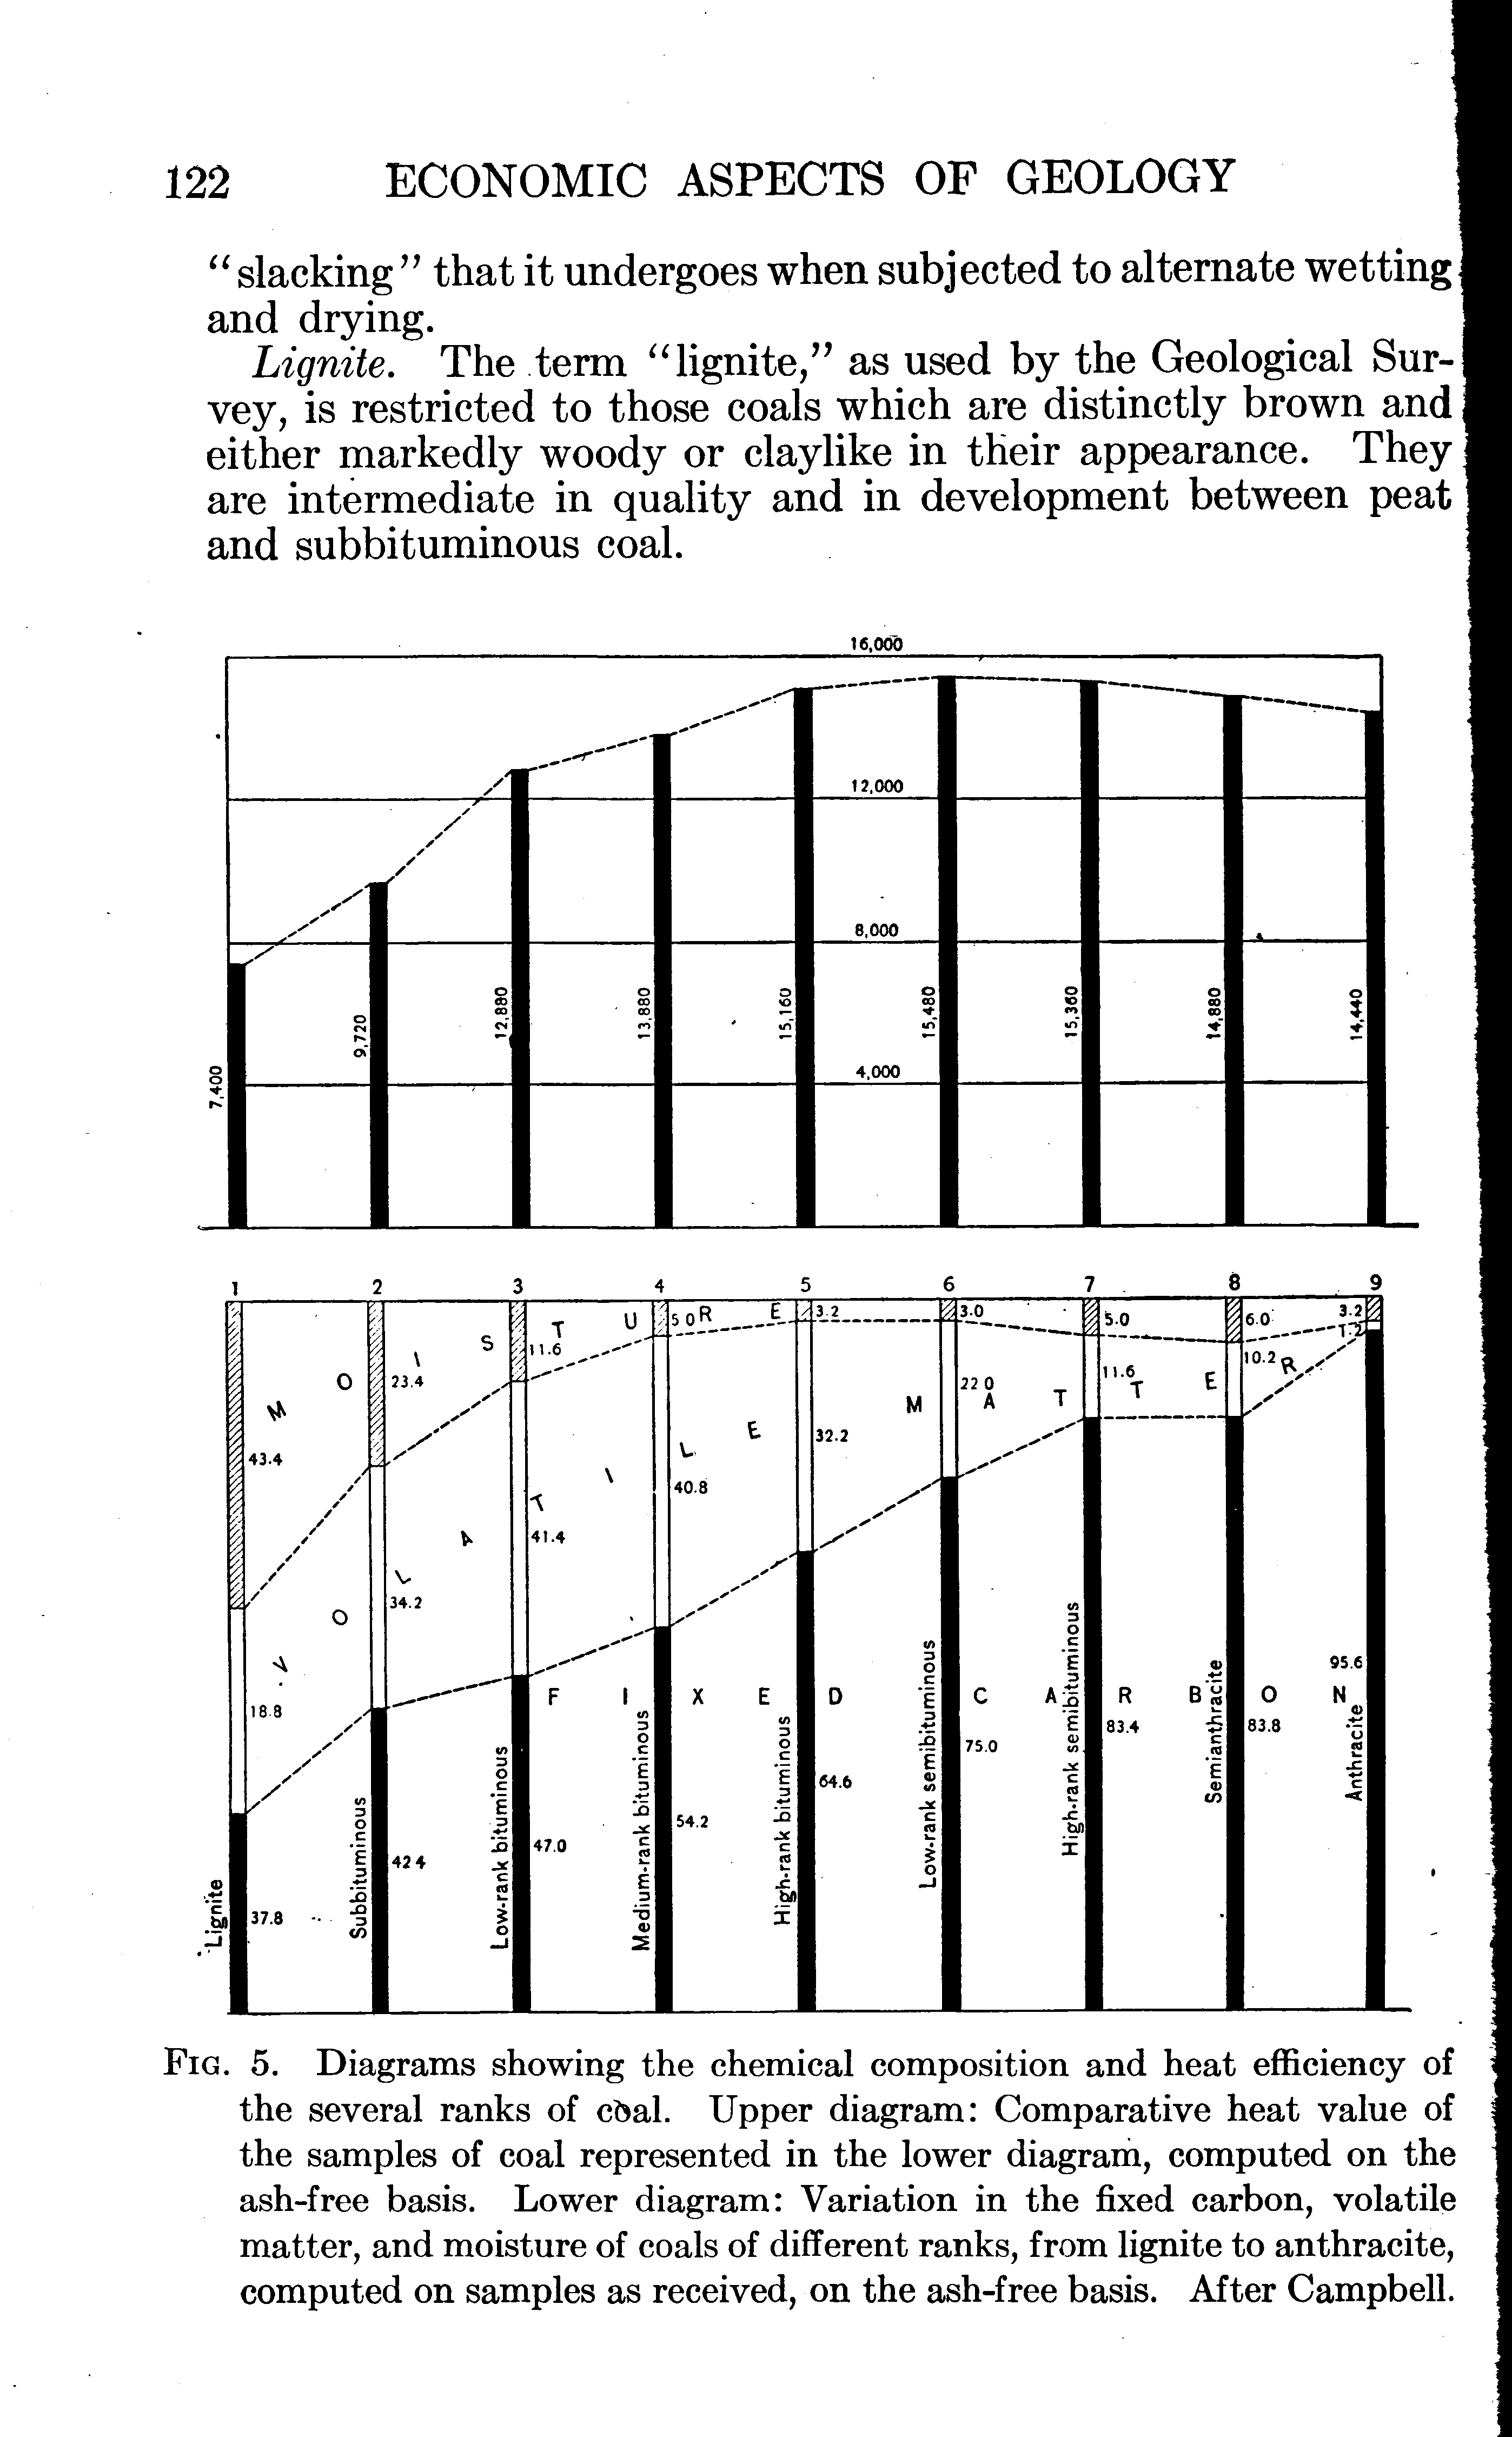 122 ECONOMIC ASPECTS OF GEOLOGY
“slacking” that it undergoes when subjected to alternate wetting
and drying.
Lignite. The term “lignite,” as used by the Geological Sur-
vey, is restricted to those coals which are distinctly brown and
either markedly woody or claylike in their appearance. They
are intermediate in quality and in development between peat
and subbituminous coal.
16,000
12,000
8,000
4,000
7,400
9,720
12,880
13,880
15,160
15,480
15,360
14,880
14,440
1 2 3 4 5 6 7 8 9
MOISTURE
43.4 23.4 11.6 5 0 3.2 3.0 5.0 6.0 3.2
VOLATILE MATTER
18.8 34.2 41.4 40.8 32.2 22 0 11.6 10.2 1.2
FIXED CARBON
37.8 42 4 47.0 54.2 64.6 75.0 83.4 83.8 95.6
Lignite
Subbituminous
Low-rank bituminous
Medium-rank bituminous
High-rank bituminous
Low-rank semibituminous
High-rank semibituminous
Semianthracite
Anthracite
FIG. 5. Diagrams showing the chemical composition and heat efficiency of
the several ranks of coal. Upper diagram: Comparative heat value of
the samples of coal represented in the lower diagram, computed on the
ash-free basis. Lower diagram: Variation in the fixed carbon, volatile
matter, and moisture of coals of different ranks, from lignite to anthracite,
computed on samples as received, on the ash-free basis. After Campbell.